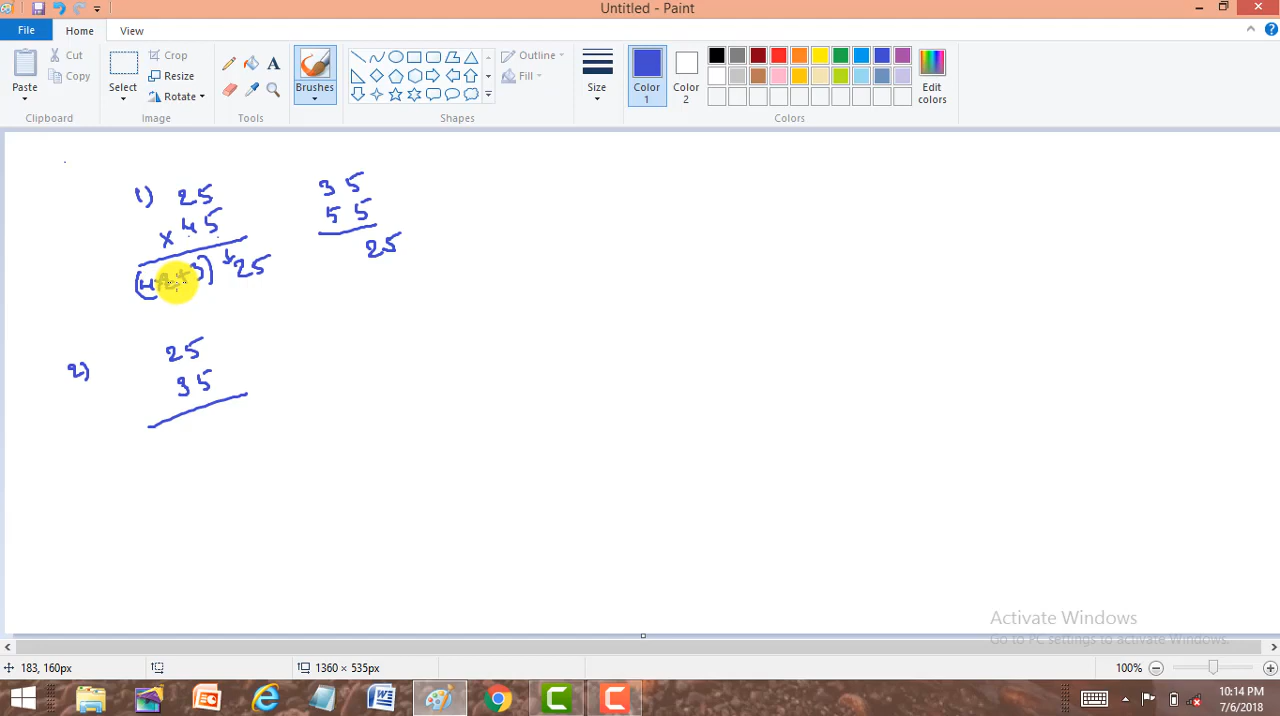 Untitled - Paint
File
Home
View
Paste
Cut
Copy
Clipboard
Select
Crop
Resize
Rotate
Image
Tools
Brushes
Shapes
Outline
Fill
Size
Color 1
Color 2
Edit colors
Colors
1) 25
x 45
25
35
55
25
2) 25
35
Activate Windows
Go to PC settings to activate Windows.
183, 160px
1360 × 535px
100%
10:14 PM
7/6/2018